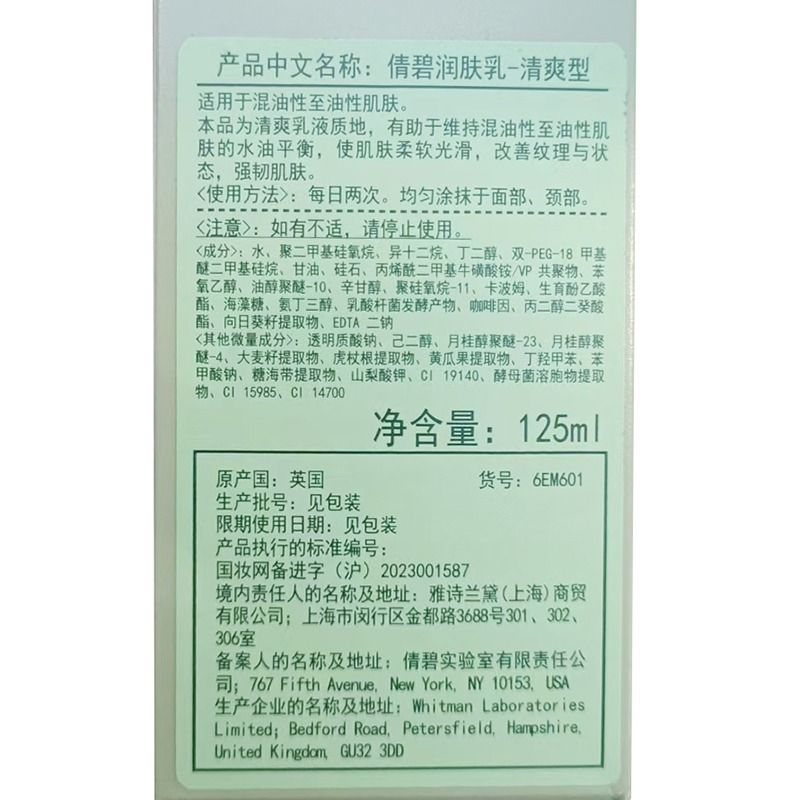 产品中文名称：倩碧润肤乳-清爽型
适用于混油性至油性肌肤。
本品为清爽乳液质地，有助于维持混油性至油性肌
肤的水油平衡，使肌肤柔软光滑，改善纹理与状
态，强韧肌肤。
<使用方法>：每日两次。均匀涂抹于面部、颈部。
<注意>：如有不适，请停止使用。
<成分>：水、聚二甲基硅氧烷、异十二烷、丁二醇、双-PEG-18 甲基
醚二甲基硅烷、甘油、硅石、丙烯酰二甲基牛磺酸铵/VP 共聚物、苯
氧乙醇、油醇聚醚-10、辛甘醇、聚硅氧烷-11、卡波姆、生育酚乙酸
酯、海藻糖、氨丁三醇、乳酸杆菌发酵产物、咖啡因、丙二醇二癸酸
酯、向日葵籽提取物、EDTA 二钠
<其他微量成分>：透明质酸钠、己二醇、月桂醇聚醚-23、月桂醇聚
醚-4、大麦籽提取物、虎杖根提取物、黄瓜果提取物、丁羟甲苯、苯
甲酸钠、糖海带提取物、山梨酸钾、CI 19140、酵母菌溶胞物提取
物、CI 15985、CI 14700
净含量：125ml
原产国：英国 货号：6EM601
生产批号：见包装
限期使用日期：见包装
产品执行的标准编号：
国妆网备进字（沪）2023001587
境内责任人的名称及地址：雅诗兰黛(上海)商贸
有限公司；上海市闵行区金都路3688号301、302、
306室
备案人的名称及地址：倩碧实验室有限责任公
司；767 Fifth Avenue, New York, NY 10153, USA
生产企业的名称及地址：Whitman Laboratories
Limited; Bedford Road, Petersfield, Hampshire,
United Kingdom, GU32 3DD